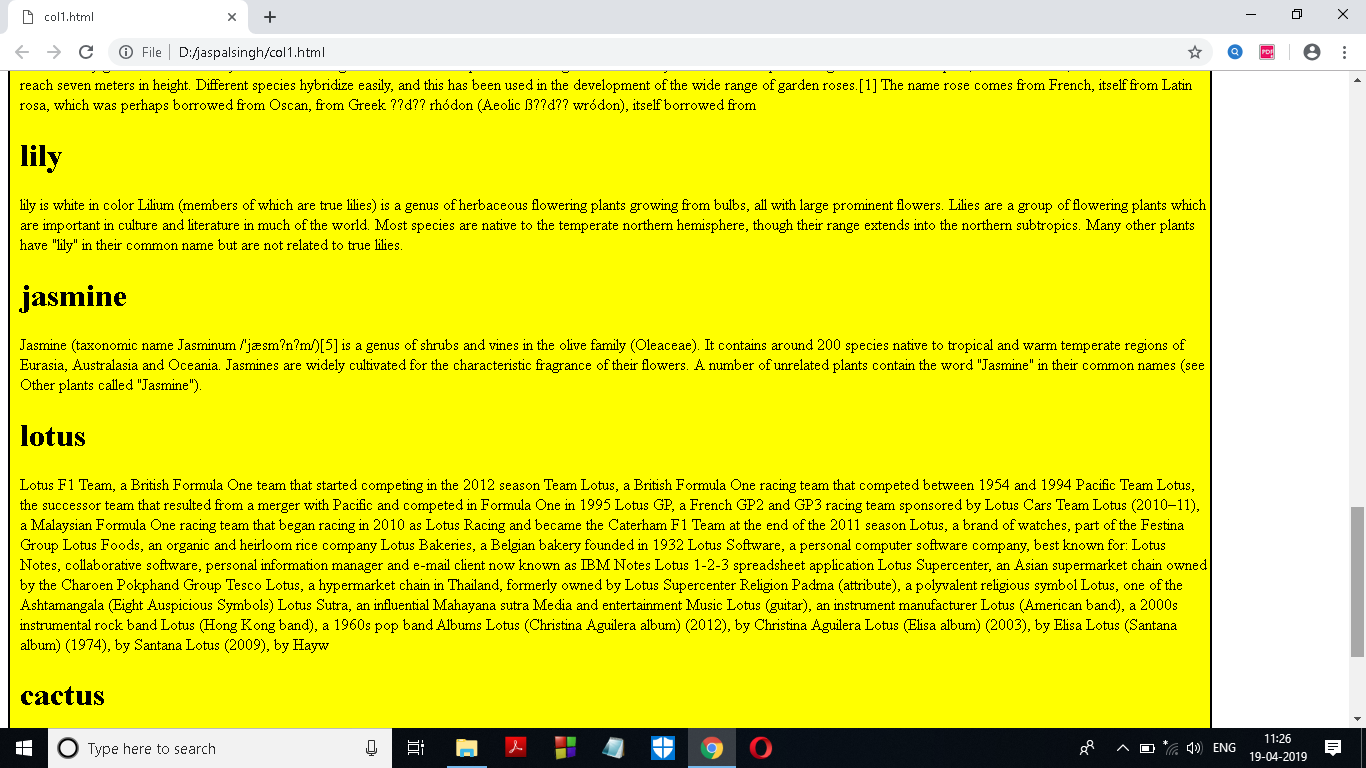 col1.html
File
D:/jaspalsingh/col1.html
PDF
reach seven meters in height. Different species hybridize easily, and this has been used in the development of the wide range of garden roses.[1] The name rose comes from French, itself from Latin
rosa, which was perhaps borrowed from Oscan, from Greek ??d?? rhódon (Aeolic ß??d?? wródon), itself borrowed from
lily
lily is white in color Lilium (members of which are true lilies) is a genus of herbaceous flowering plants growing from bulbs, all with large prominent flowers. Lilies are a group of flowering plants which
are important in culture and literature in much of the world. Most species are native to the temperate northern hemisphere, though their range extends into the northern subtropics. Many other plants
have "lily" in their common name but are not related to true lilies.
jasmine
Jasmine (taxonomic name Jasminum /'jæsm?n?m/)[5] is a genus of shrubs and vines in the olive family (Oleaceae). It contains around 200 species native to tropical and warm temperate regions of
Eurasia, Australasia and Oceania. Jasmines are widely cultivated for the characteristic fragrance of their flowers. A number of unrelated plants contain the word "Jasmine" in their common names (see
Other plants called "Jasmine").
lotus
Lotus F1 Team, a British Formula One team that started competing in the 2012 season Team Lotus, a British Formula One racing team that competed between 1954 and 1994 Pacific Team Lotus,
the successor team that resulted from a merger with Pacific and competed in Formula One in 1995 Lotus GP, a French GP2 and GP3 racing team sponsored by Lotus Cars Team Lotus (2010–11),
a Malaysian Formula One racing team that began racing in 2010 as Lotus Racing and became the Caterham F1 Team at the end of the 2011 season Lotus, a brand of watches, part of the Festina
Group Lotus Foods, an organic and heirloom rice company Lotus Bakeries, a Belgian bakery founded in 1932 Lotus Software, a personal computer software company, best known for: Lotus
Notes, collaborative software, personal information manager and e-mail client now known as IBM Notes Lotus 1-2-3 spreadsheet application Lotus Supercenter, an Asian supermarket chain owned
by the Charoen Pokphand Group Tesco Lotus, a hypermarket chain in Thailand, formerly owned by Lotus Supercenter Religion Padma (attribute), a polyvalent religious symbol Lotus, one of the
Ashtamangala (Eight Auspicious Symbols) Lotus Sutra, an influential Mahayana sutra Media and entertainment Music Lotus (guitar), an instrument manufacturer Lotus (American band), a 2000s
instrumental rock band Lotus (Hong Kong band), a 1960s pop band Albums Lotus (Christina Aguilera album) (2012), by Christina Aguilera Lotus (Elisa album) (2003), by Elisa Lotus (Santana
album) (1974), by Santana Lotus (2009), by Hayw
cactus
Type here to search
ENG
11:26
19-04-2019